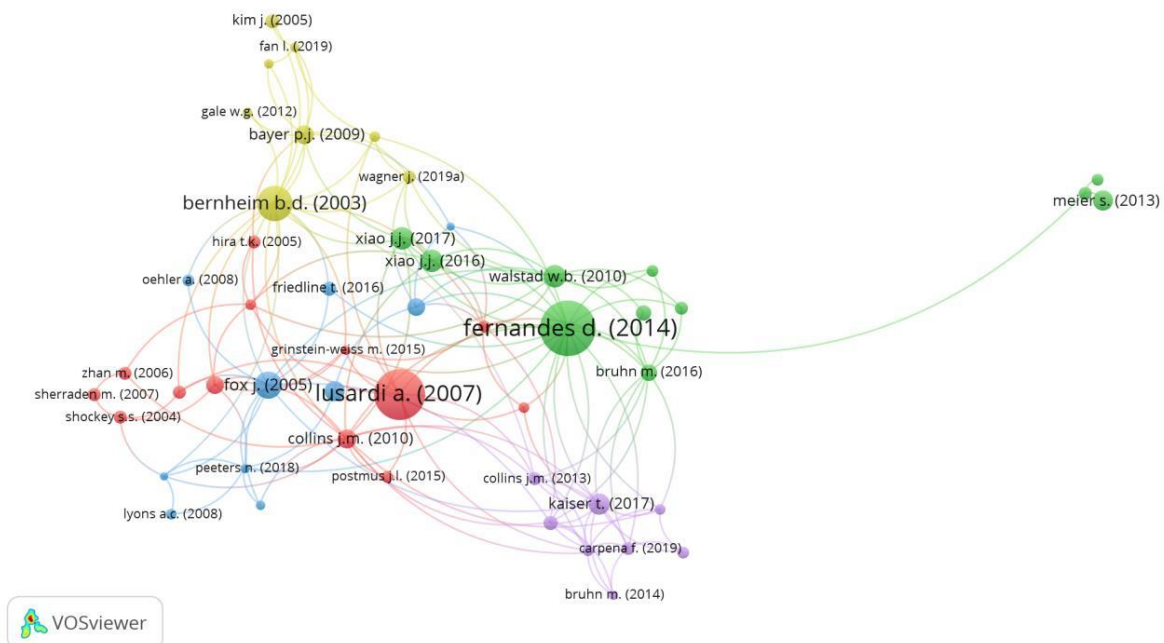 kim j. (2005)
fan l. (2019)
gale w.g. (2012)
bayer p.j. (2009)
wagner j. (2019a)
meier s. (2013)
bernheim b.d. (2003)
xiao j.j. (2017)
hira t.k. (2005)
xiao j.j. (2016)
oehler a. (2008)
friedline t. (2016)
walstad w.b. (2010)
fernandes d. (2014)
grinstein-weiss m. (2015)
zhan m. (2006)
bruhn m. (2016)
sherraden m. (2007)
fox j. (2005)
lusardi a. (2007)
shockey s.s. (2004)
collins j.m. (2010)
peeters n. (2018)
postmus j.l. (2015)
collins j.m. (2013)
kaiser t. (2017)
lyons a.c. (2008)
carpena f. (2019)
bruhn m. (2014)
VOSviewer